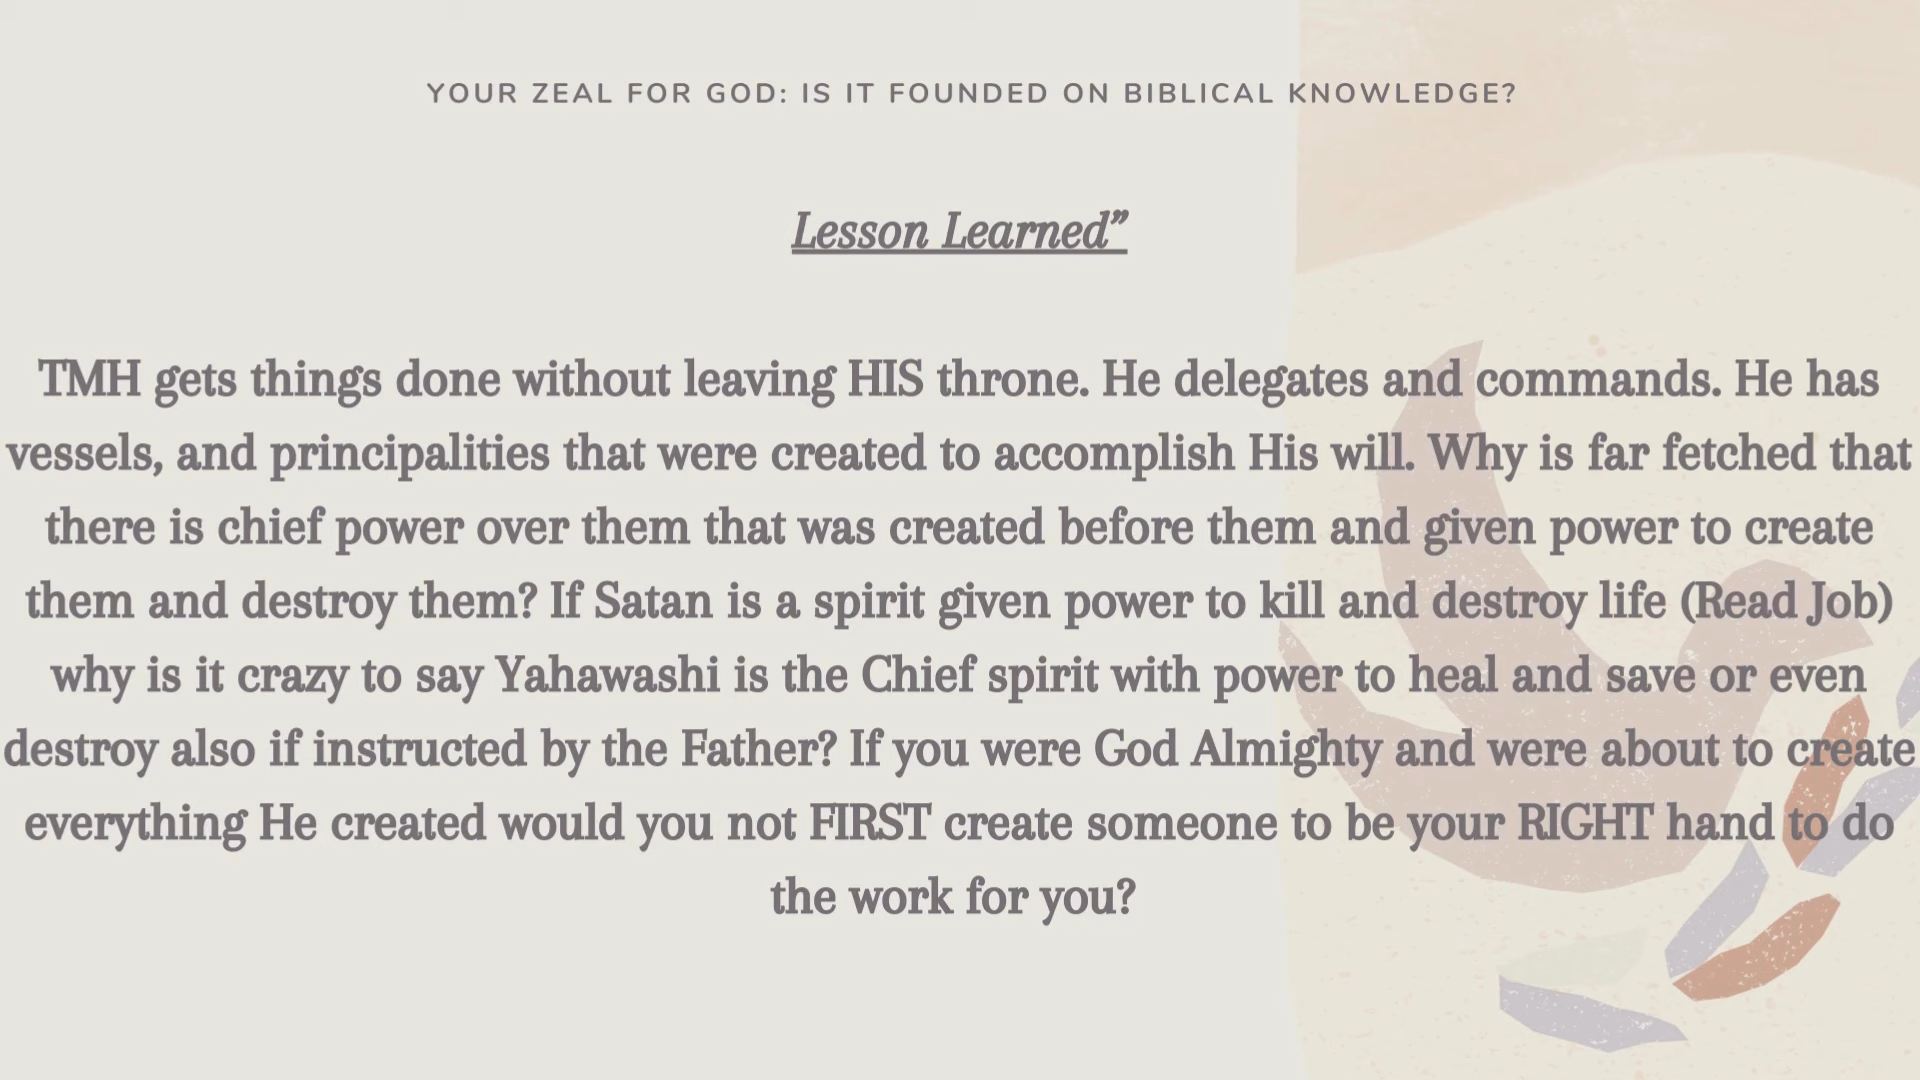 YOUR ZEAL FOR GOD: IS IT FOUNDED ON BIBLICAL KNOWLEDGE?
Lesson Learned”
TMH gets things done without leaving HIS throne. He delegates and commands. He has
vessels, and principalities that were created to accomplish His will. Why is far fetched that
there is chief power over them that was created before them and given power to create
them and destroy them? If Satan is a spirit given power to kill and destroy life (Read Job)
why is it crazy to say Yahawashi is the Chief spirit with power to heal and save or even
destroy also if instructed by the Father? If you were God Almighty and were about to create
everything He created would you not FIRST create someone to be your RIGHT hand to do
the work for you?